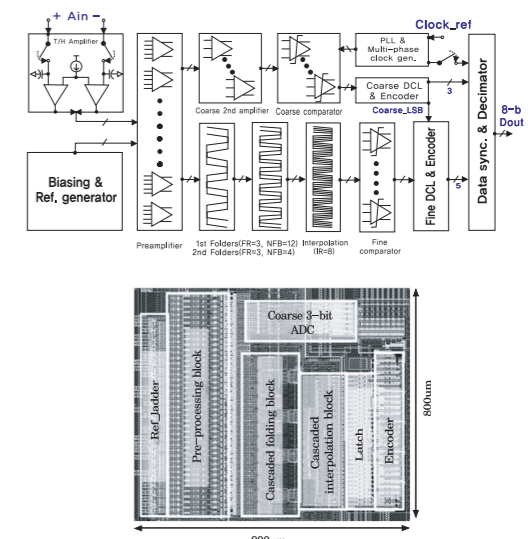 + Ain -
T/H Amplifier
Biasing &
Ref. generator
Preamplifier
Coarse 2nd amplifier
Coarse comparator
PLL &
Multi-phase
clock gen.
Clock_ref
Coarse DCL
& Encoder
Coarse_LSB
3
1st Folders(FR=3, NFB=12)
2nd Folders(FR=3, NFB=4)
Interpolation
(IR=8)
Fine
comparator
Fine DCL & Encoder
5
Data sync. & Decimator
8-b
Dout
Ref_ladder
Pre-processing block
Coarse 3-bit
ADC
Cascaded folding block
Cascaded
interpolation block
Latch
Encoder
800um